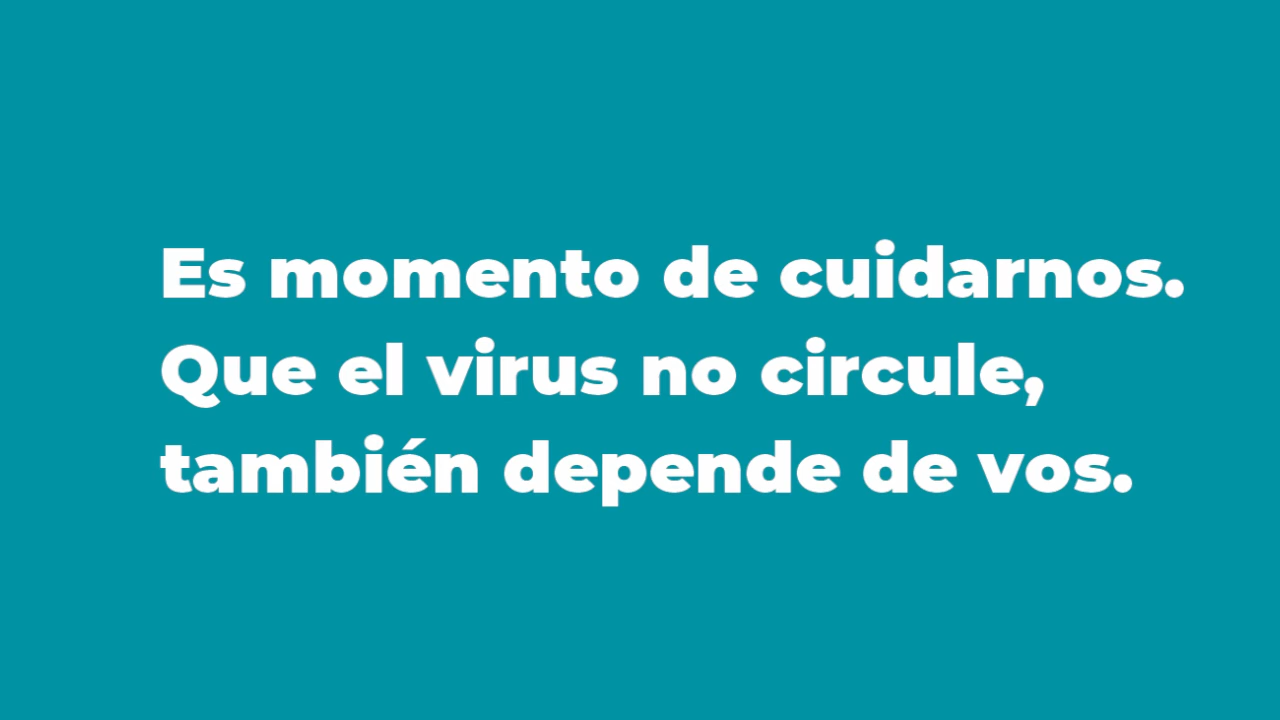 Es momento de cuidarnos.
Que el virus no circule,
también depende de vos.